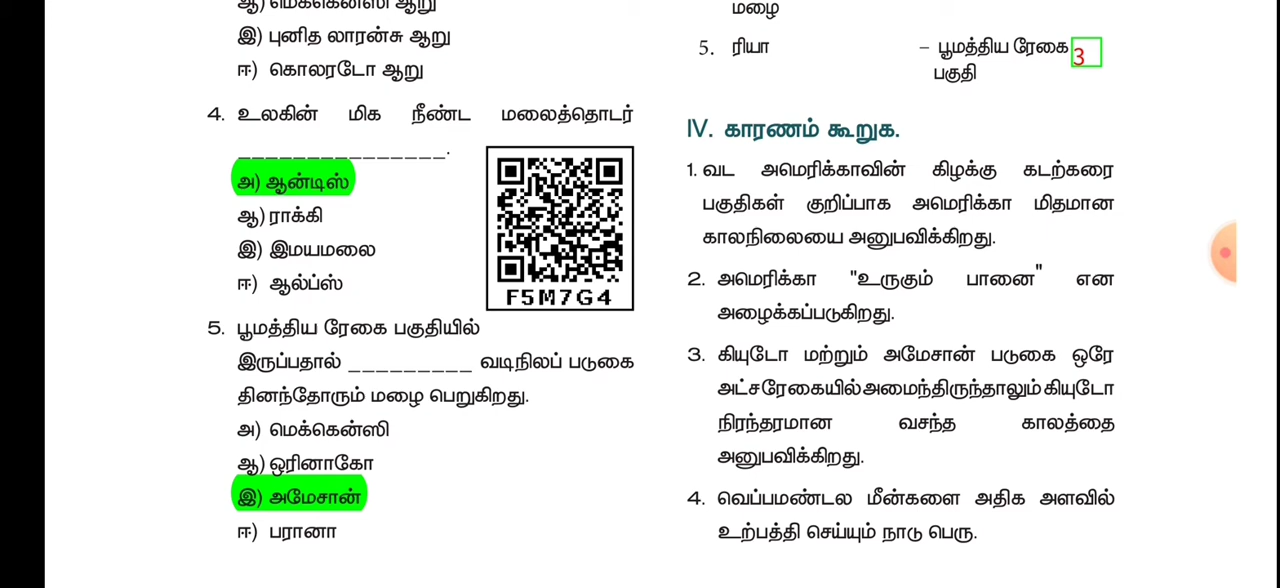 ஆ) மெக்கென்ஸி ஆறு
இ) புனித லாரன்சு ஆறு
ஈ) கொலரடோ ஆறு
4. உலகின் மிக நீண்ட மலைத்தொடர்
_______________.
அ) ஆன்டிஸ்
ஆ) ராக்கி
இ) இமயமலை
ஈ) ஆல்ப்ஸ்
F5M7G4
5. பூமத்திய ரேகை பகுதியில்
இருப்பதால் _________ வடிநிலப் படுகை
தினந்தோரும் மழை பெறுகிறது.
அ) மெக்கென்ஸி
ஆ) ஒரினாகோ
இ) அமேசான்
ஈ) பரானா
மழை
5. ரியா – பூமத்திய ரேகை 3
பகுதி
IV. காரணம் கூறுக.
1. வட அமெரிக்காவின் கிழக்கு கடற்கரை
பகுதிகள் குறிப்பாக அமெரிக்கா மிதமான
காலநிலையை அனுபவிக்கிறது.
2. அமெரிக்கா "உருகும் பானை" என
அழைக்கப்படுகிறது.
3. கியுடோ மற்றும் அமேசான் படுகை ஒரே
அட்சரேகையில் அமைந்திருந்தாலும் கியுடோ
நிரந்தரமான வசந்த காலத்தை
அனுபவிக்கிறது.
4. வெப்பமண்டல மீன்களை அதிக அளவில்
உற்பத்தி செய்யும் நாடு பெரு.